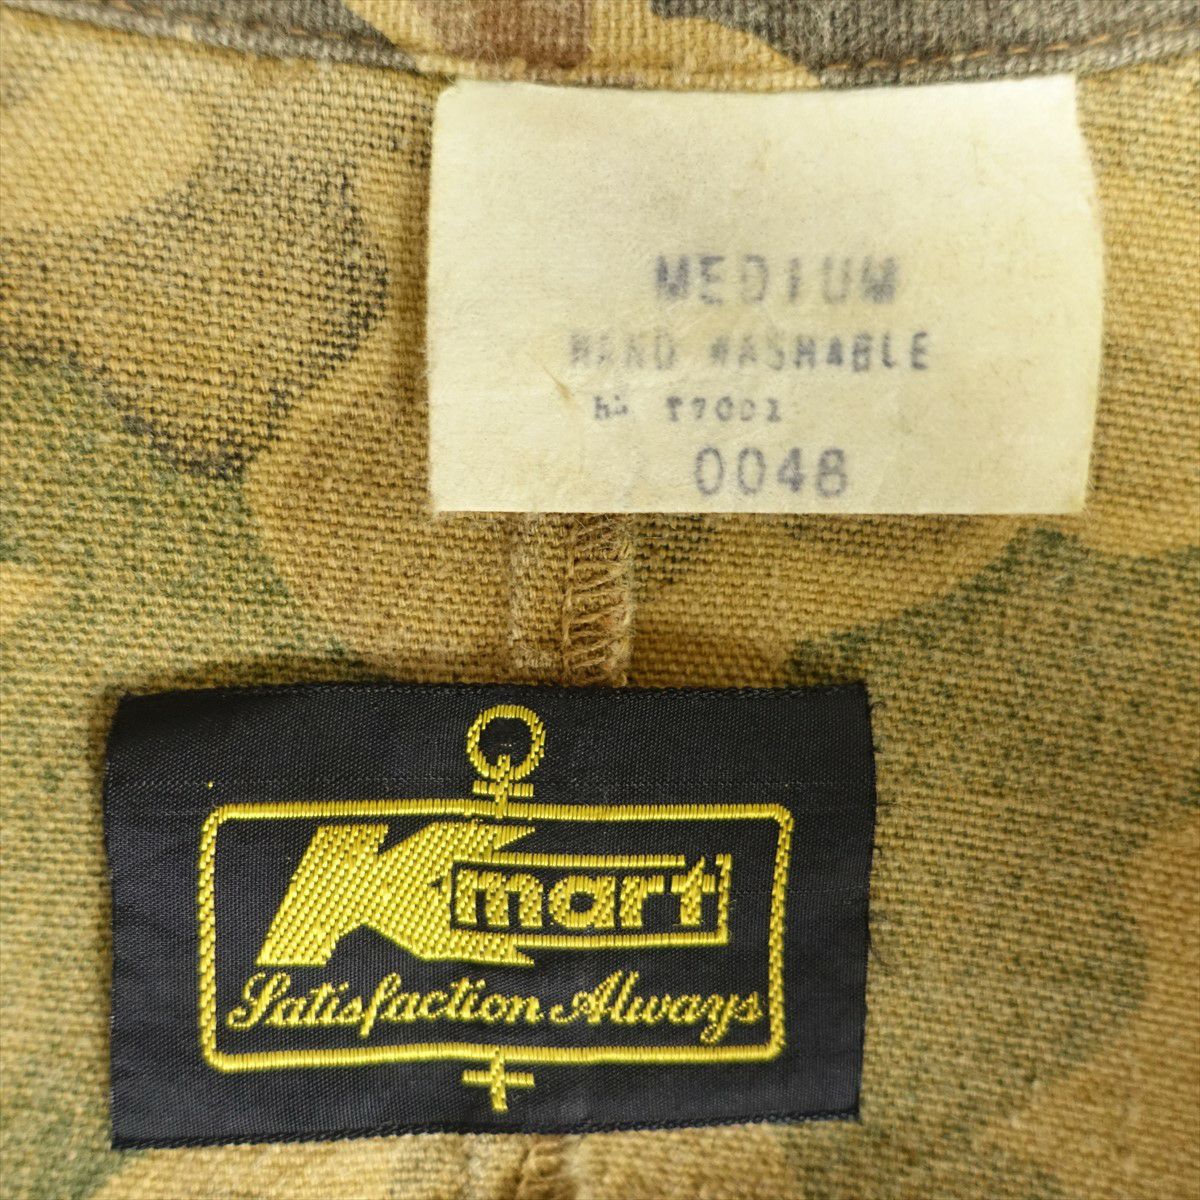 MEDIUM
HAND WASHABLE
0048
Kmart
Satisfaction Always